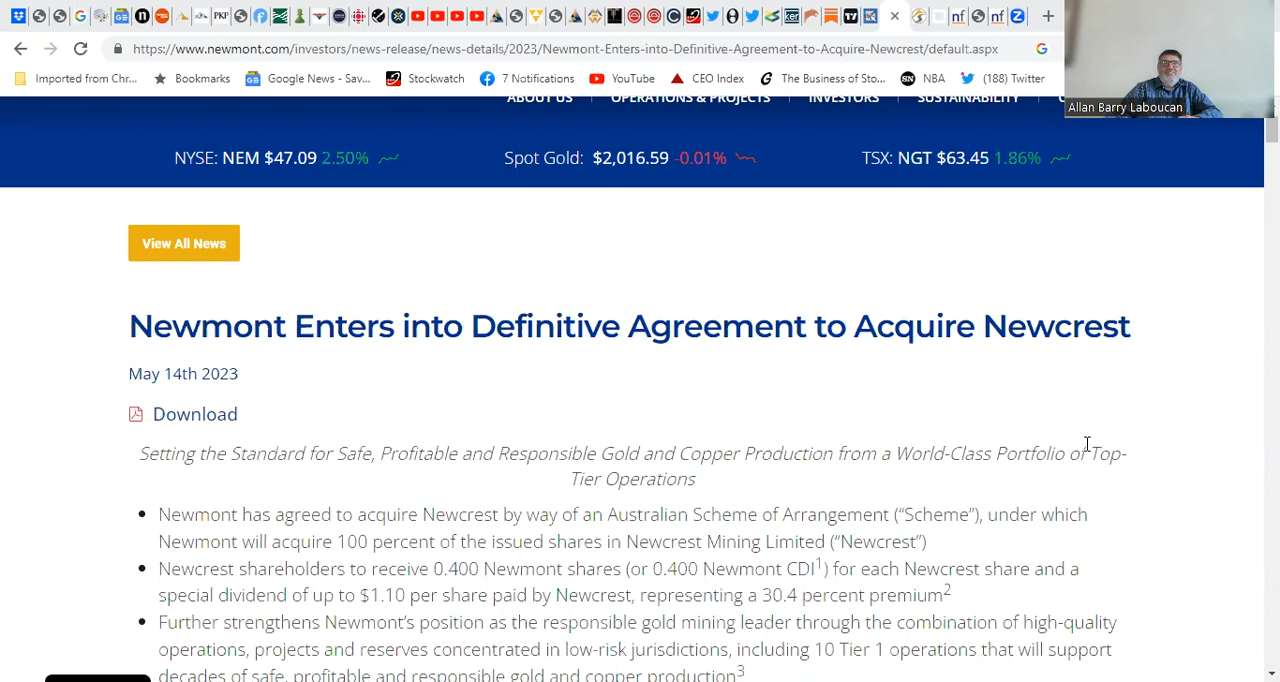 https://www.newmont.com/investors/news-release/news-details/2023/Newmont-Enters-into-Definitive-Agreement-to-Acquire-Newcrest/default.aspx
Imported from Chr... Bookmarks Google News - Sav... Stockwatch 7 Notifications YouTube CEO Index The Business of Sto... NBA (188) Twitter
Allan Barry Laboucan
ABOUT US OPERATIONS & PROJECTS INVESTORS SUSTAINABILITY
NYSE: NEM $47.09 2.50% Spot Gold: $2,016.59 -0.01% TSX: NGT $63.45 1.86%
View All News
Newmont Enters into Definitive Agreement to Acquire Newcrest
May 14th 2023
Download
Setting the Standard for Safe, Profitable and Responsible Gold and Copper Production from a World-Class Portfolio of Top-
Tier Operations
• Newmont has agreed to acquire Newcrest by way of an Australian Scheme of Arrangement (“Scheme”), under which
Newmont will acquire 100 percent of the issued shares in Newcrest Mining Limited (“Newcrest”)
• Newcrest shareholders to receive 0.400 Newmont shares (or 0.400 Newmont CDI1) for each Newcrest share and a
special dividend of up to $1.10 per share paid by Newcrest, representing a 30.4 percent premium2
• Further strengthens Newmont’s position as the responsible gold mining leader through the combination of high-quality
operations, projects and reserves concentrated in low-risk jurisdictions, including 10 Tier 1 operations that will support
decades of safe, profitable and responsible gold and copper production3